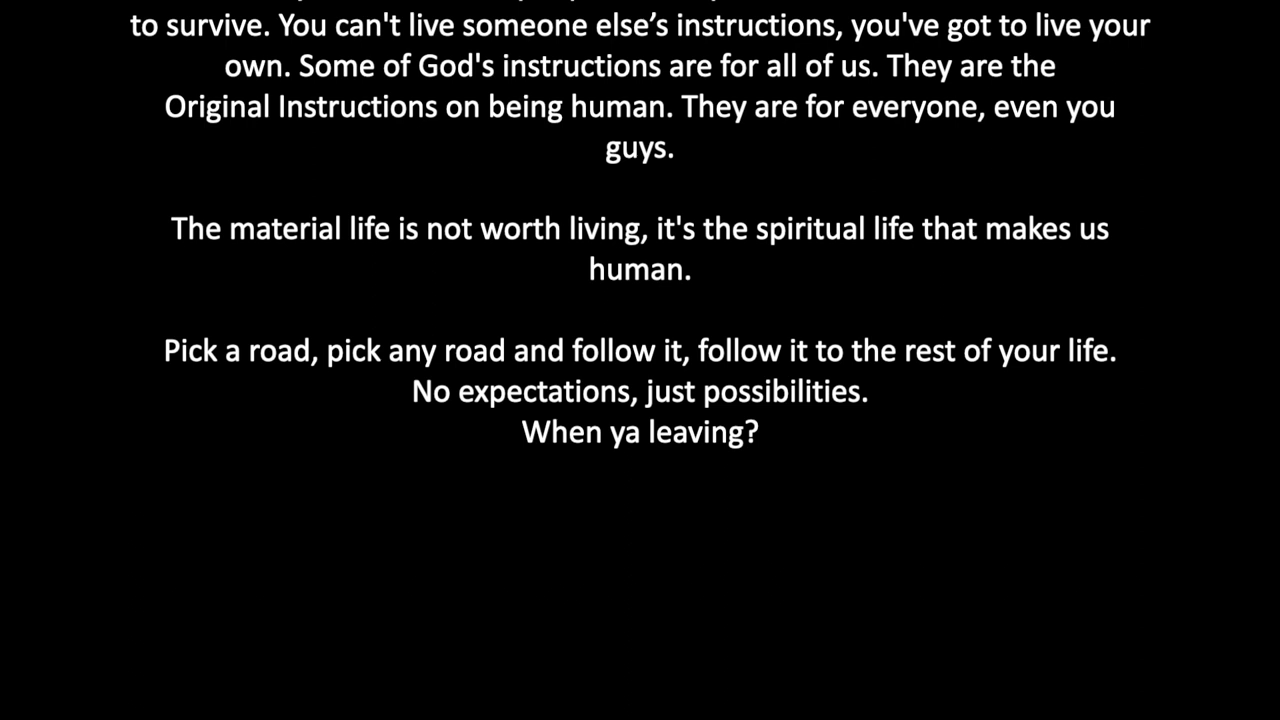 to survive. You can't live someone else’s instructions, you've got to live your
own. Some of God's instructions are for all of us. They are the
Original Instructions on being human. They are for everyone, even you
guys.
The material life is not worth living, it's the spiritual life that makes us
human.
Pick a road, pick any road and follow it, follow it to the rest of your life.
No expectations, just possibilities.
When ya leaving?